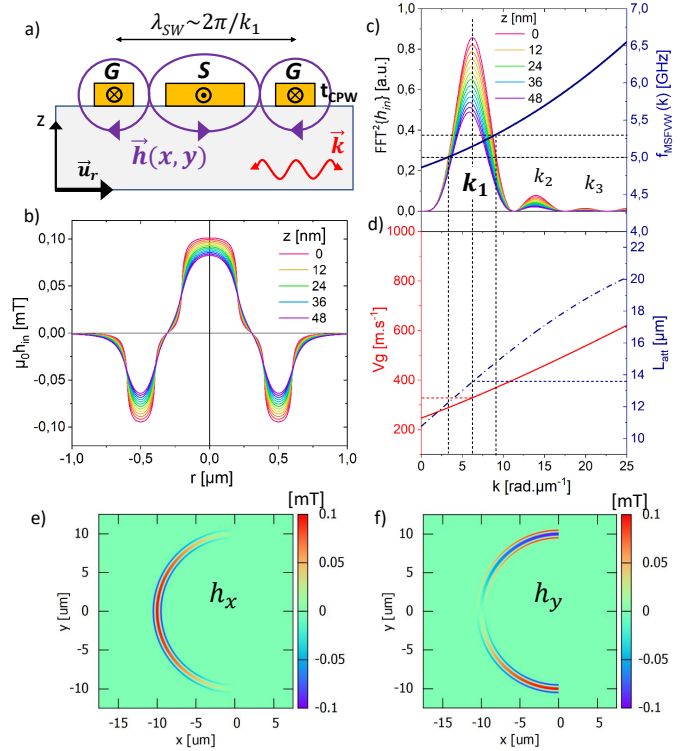 a)
λSW~2π/k1
G
S
G
tCPW
z
h(x, y)
k
ur
b)
z [nm]
0
12
24
36
48
0,10
0,05
0,00
-0,05
-0,10
μ0hin [mT]
-1,0
-0,5
0,0
0,5
1,0
r [μm]
c)
z [nm]
0
12
24
36
48
1,0
0,8
0,6
0,4
0,2
0,0
FFT²{hin} [a.u.]
7,0
6,5
6,0
5,5
5,0
4,5
4,0
fMSFVW (k) [GHz]
k1
k2
k3
d)
1000
800
600
400
200
Vg [m.s-1]
22
20
18
16
14
12
10
Latt [μm]
0
5
10
15
20
25
k [rad.μm-1]
e)
[mT]
10
5
0
-5
-10
y [um]
hx
-15
-10
-5
0
5
x [um]
0.1
0.05
0
-0.05
-0.1
f)
[mT]
10
5
0
-5
-10
y [um]
hy
-15
-10
-5
0
5
x [um]
0.1
0.05
0
-0.05
-0.1